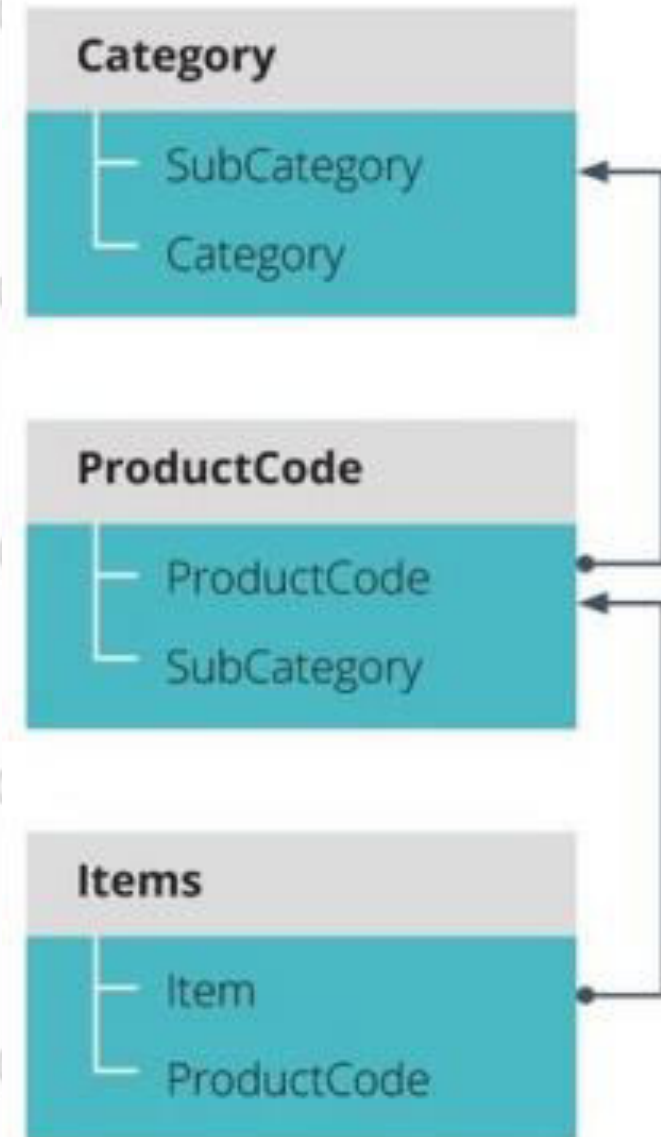 Category
SubCategory
Category
ProductCode
ProductCode
SubCategory
Items
Item
ProductCode